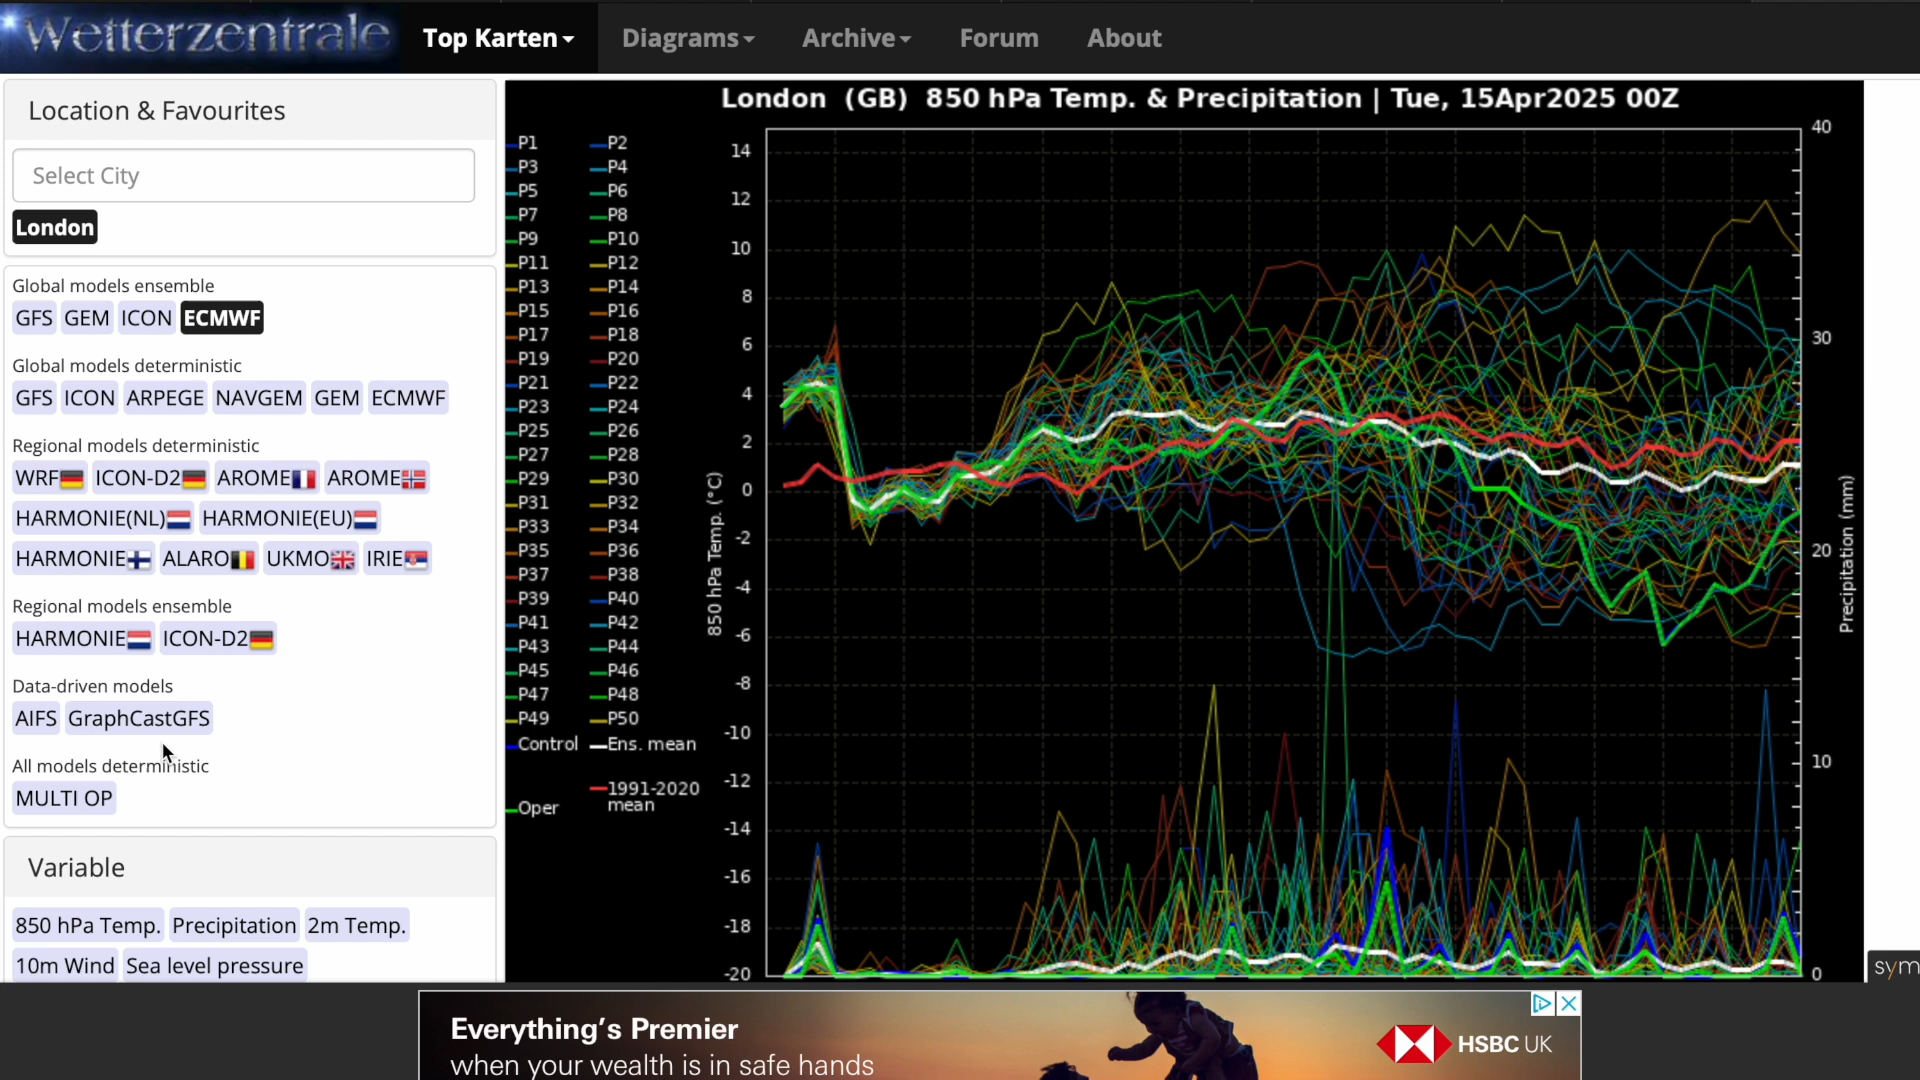 Wetterzentrale
Top Karten
Diagrams
Archive
Forum
About
Location & Favourites
Select City
London
Global models ensemble
GFS GEM ICON ECMWF
Global models deterministic
GFS ICON ARPEGE NAVGEM GEM ECMWF
Regional models deterministic
WRF ICON-D2 AROME AROME
HARMONIE(NL) HARMONIE(EU)
HARMONIE ALARO UKMO IRIE
Regional models ensemble
HARMONIE ICON-D2
Data-driven models
AIFS GraphCastGFS
All models deterministic
MULTI OP
Variable
850 hPa Temp. Precipitation 2m Temp.
10m Wind Sea level pressure
London (GB) 850 hPa Temp. & Precipitation | Tue, 15Apr2025 00Z
P1 P2
P3 P4
P5 P6
P7 P8
P9 P10
P11 P12
P13 P14
P15 P16
P17 P18
P19 P20
P21 P22
P23 P24
P25 P26
P27 P28
P29 P30
P31 P32
P33 P34
P35 P36
P37 P38
P39 P40
P41 P42
P43 P44
P45 P46
P47 P48
P49 P50
Control Ens. mean
1991-2020
mean
Oper
850 hPa Temp. (°C)
14
12
10
8
6
4
2
0
-2
-4
-6
-8
-10
-12
-14
-16
-18
-20
40
30
20
10
0
Precipitation (mm)
sym
Everything's Premier
when your wealth is in safe hands
HSBC UK